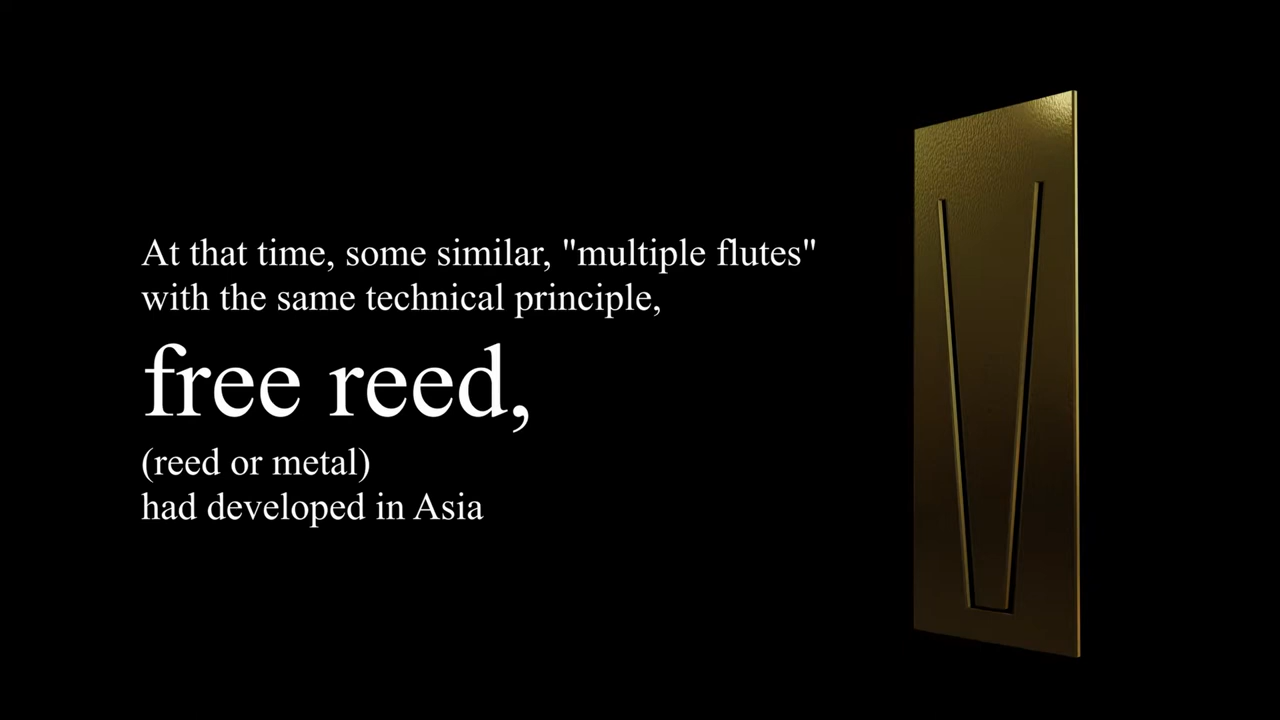 At that time, some similar, "multiple flutes"
with the same technical principle,
free reed,
(reed or metal)
had developed in Asia